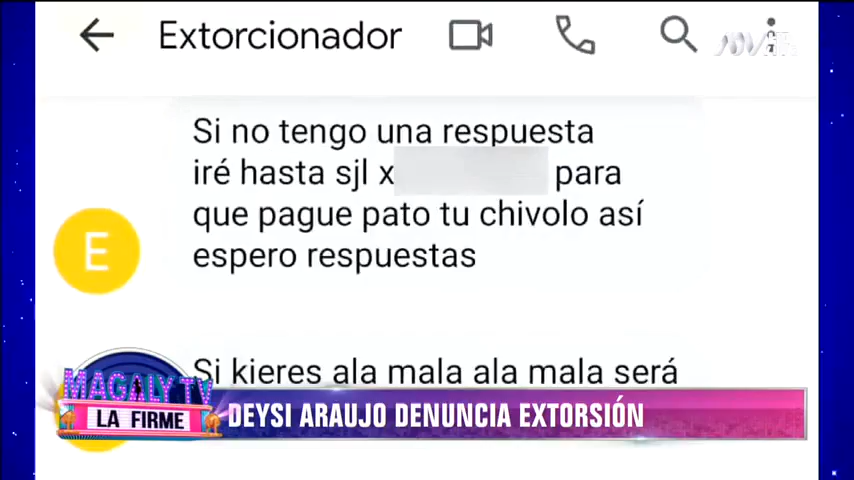 Extorcionador
Si no tengo una respuesta
iré hasta sjl x para
que pague pato tu chivolo así
espero respuestas
E
Si kieres ala mala ala mala será
MAGALY TV
LA FIRME
DEYSI ARAUJO DENUNCIA EXTORSIÓN